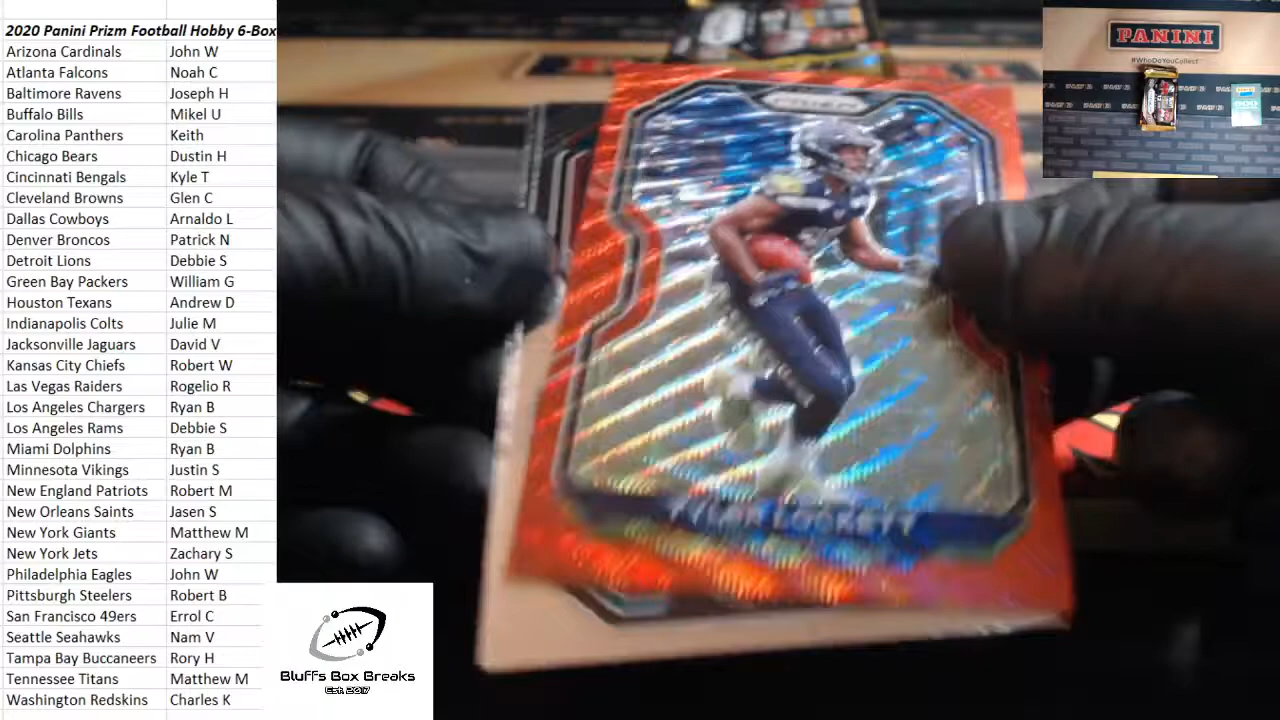 2020 Panini Prizm Football Hobby 6-Box
Arizona Cardinals John W
Atlanta Falcons Noah C
Baltimore Ravens Joseph H
Buffalo Bills Mikel U
Carolina Panthers Keith
Chicago Bears Dustin H
Cincinnati Bengals Kyle T
Cleveland Browns Glen C
Dallas Cowboys Arnaldo L
Denver Broncos Patrick N
Detroit Lions Debbie S
Green Bay Packers William G
Houston Texans Andrew D
Indianapolis Colts Julie M
Jacksonville Jaguars David V
Kansas City Chiefs Robert W
Las Vegas Raiders Rogelio R
Los Angeles Chargers Ryan B
Los Angeles Rams Debbie S
Miami Dolphins Ryan B
Minnesota Vikings Justin S
New England Patriots Robert M
New Orleans Saints Jasen S
New York Giants Matthew M
New York Jets Zachary S
Philadelphia Eagles John W
Pittsburgh Steelers Robert B
San Francisco 49ers Errol C
Seattle Seahawks Nam V
Tampa Bay Buccaneers Rory H
Tennessee Titans Matthew M
Washington Redskins Charles K
PRIZM
TYLER LOCKETT
Bluffs Box Breaks
Est. 2017
PANINI
#WhoDoYouCollect